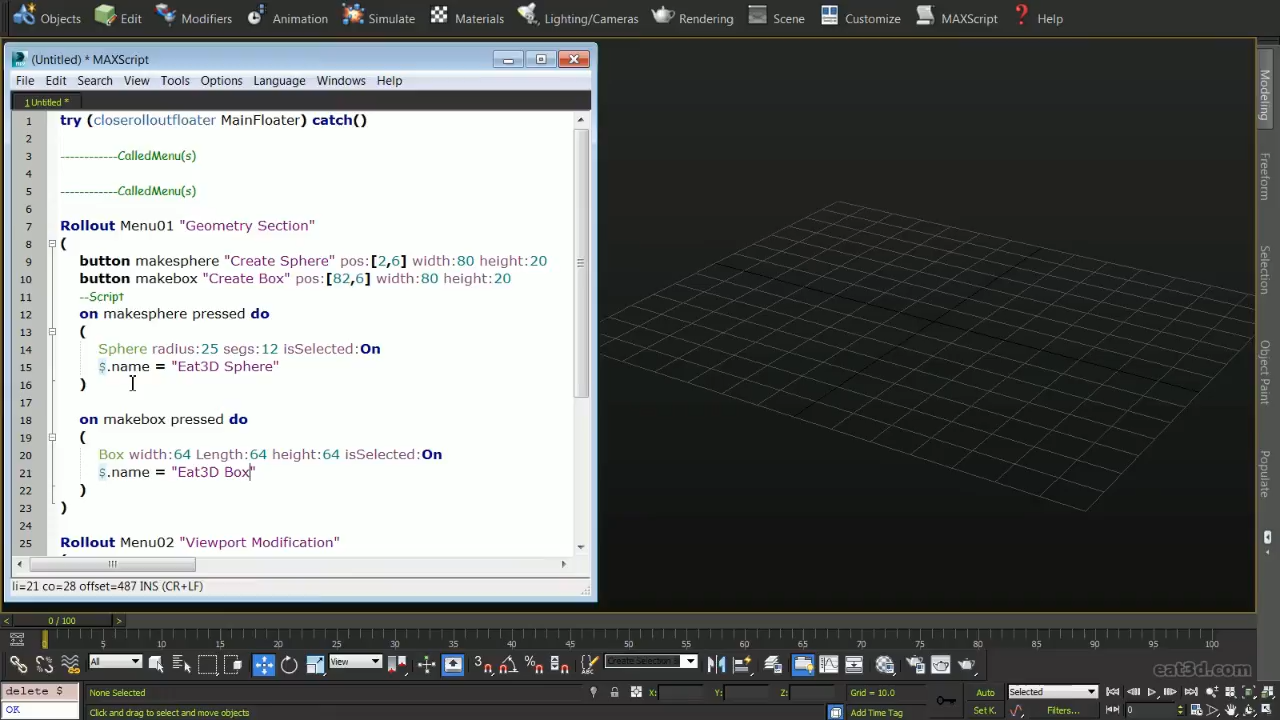 Objects Edit Modifiers Animation Simulate Materials Lighting/Cameras Rendering Scene Customize MAXScript Help
(Untitled) * MAXScript
File Edit Search View Tools Options Language Windows Help
1 Untitled *
1 try (closerolloutfloater MainFloater) catch()
2
3 ------------CalledMenu(s)
4
5 ------------CalledMenu(s)
6
7 Rollout Menu01 "Geometry Section"
8 (
9 button makesphere "Create Sphere" pos:[2,6] width:80 height:20
10 button makebox "Create Box" pos:[82,6] width:80 height:20
11 --Script
12 on makesphere pressed do
13 (
14 Sphere radius:25 segs:12 isSelected:On
15 $.name = "Eat3D Sphere"
16 )
17
18 on makebox pressed do
19 (
20 Box width:64 Length:64 height:64 isSelected:On
21 $.name = "Eat3D Box"
22 )
23 )
24
25 Rollout Menu02 "Viewport Modification"
li=21 co=28 offset=487 INS (CR+LF)
Modeling
Freeform
Selection
Object Paint
Populate
< 0 / 100 >
0 5 10 15 20 25 30 35 40 45 50 55 60 65 70 75 80 85 90 95 100
All View Create Selection S
eat3d.com
delete $ None Selected X: Y: Z: Grid = 10.0 Auto Selected
OK Click and drag to select and move objects Add Time Tag Set K. Filters... 0